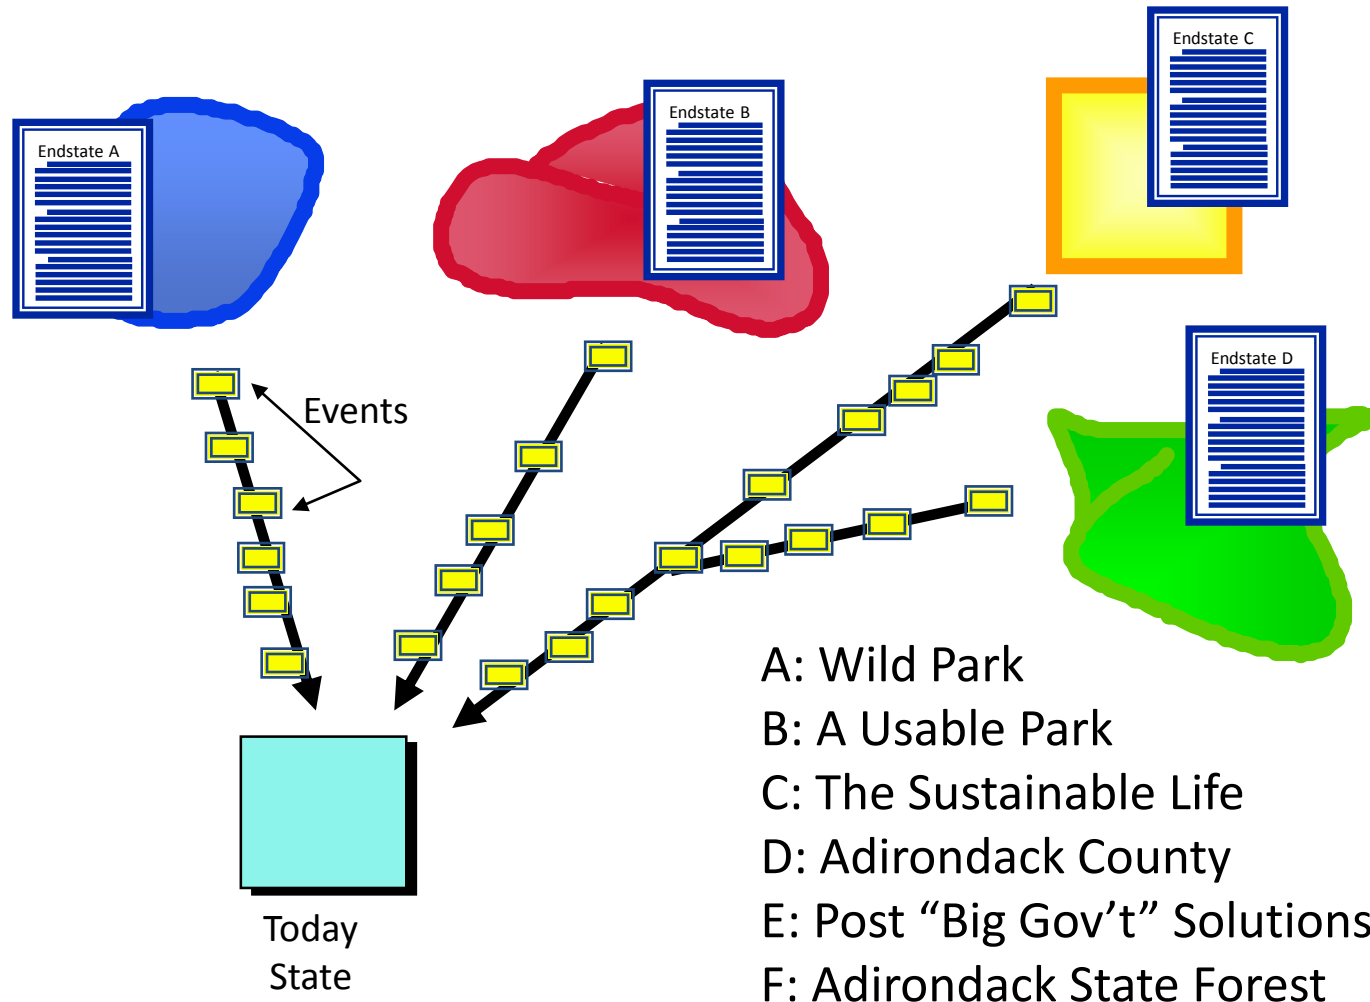 Endstate A
Endstate B
Endstate C
Endstate D
Events
A: Wild Park
B: A Usable Park
C: The Sustainable Life
D: Adirondack County
E: Post “Big Gov’t” Solutions
F: Adirondack State Forest
Today
State